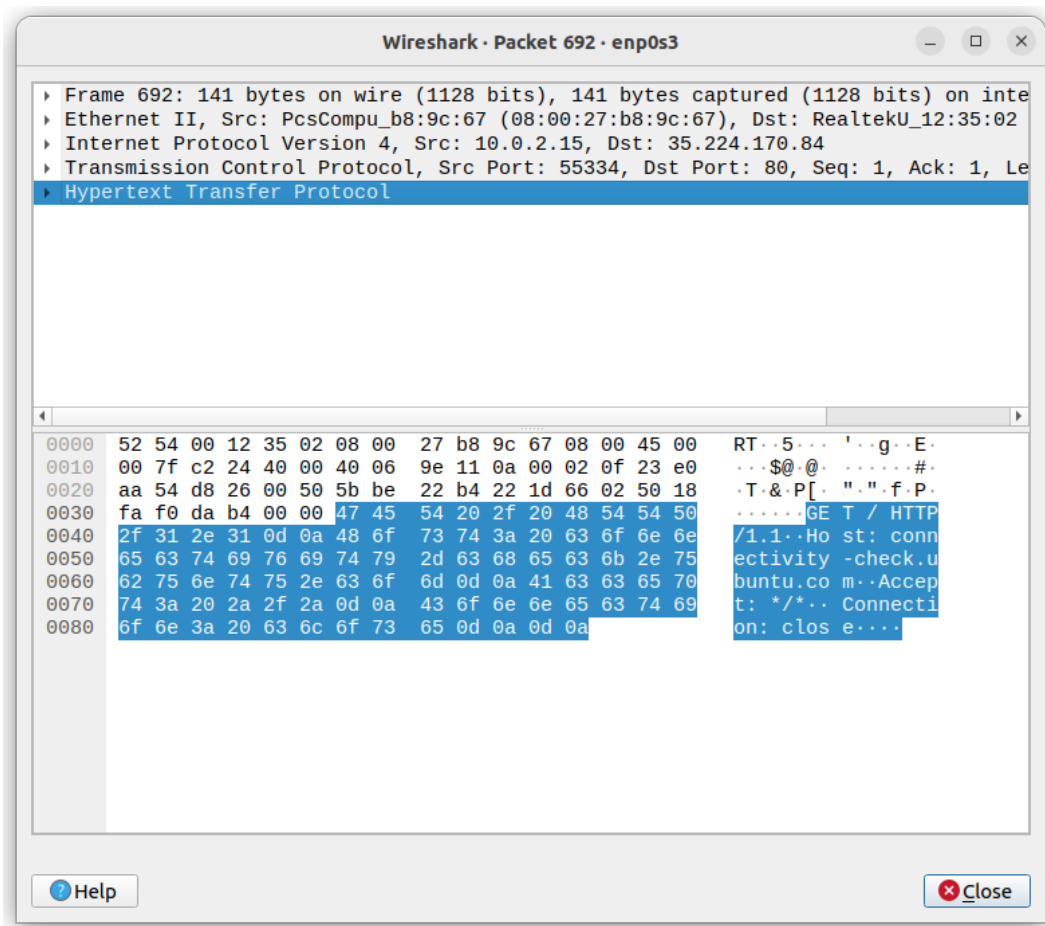 Wireshark · Packet 692 · enp0s3
Frame 692: 141 bytes on wire (1128 bits), 141 bytes captured (1128 bits) on inte
Ethernet II, Src: PcsCompu_b8:9c:67 (08:00:27:b8:9c:67), Dst: RealtekU_12:35:02
Internet Protocol Version 4, Src: 10.0.2.15, Dst: 35.224.170.84
Transmission Control Protocol, Src Port: 55334, Dst Port: 80, Seq: 1, Ack: 1, Le
Hypertext Transfer Protocol
0000 52 54 00 12 35 02 08 00 27 b8 9c 67 08 00 45 00 RT··5··· '··g··E·
0010 00 7f c2 24 40 00 40 06 9e 11 0a 00 02 0f 23 e0 ···$@·@· ······#·
0020 aa 54 d8 26 00 50 5b be 22 b4 22 1d 66 02 50 18 ·T·&·P[· "·"·f·P·
0030 fa f0 da b4 00 00 47 45 54 20 2f 20 48 54 54 50 ······GE T / HTTP
0040 2f 31 2e 31 0d 0a 48 6f 73 74 3a 20 63 6f 6e 6e /1.1··Ho st: conn
0050 65 63 74 69 76 69 74 79 2d 63 68 65 63 6b 2e 75 ectivity -check.u
0060 62 75 6e 74 75 2e 63 6f 6d 0d 0a 41 63 63 65 70 buntu.co m··Accep
0070 74 3a 20 2a 2f 2a 0d 0a 43 6f 6e 6e 65 63 74 69 t: */*·· Connecti
0080 6f 6e 3a 20 63 6c 6f 73 65 0d 0a 0d 0a on: clos e····
Help
Close